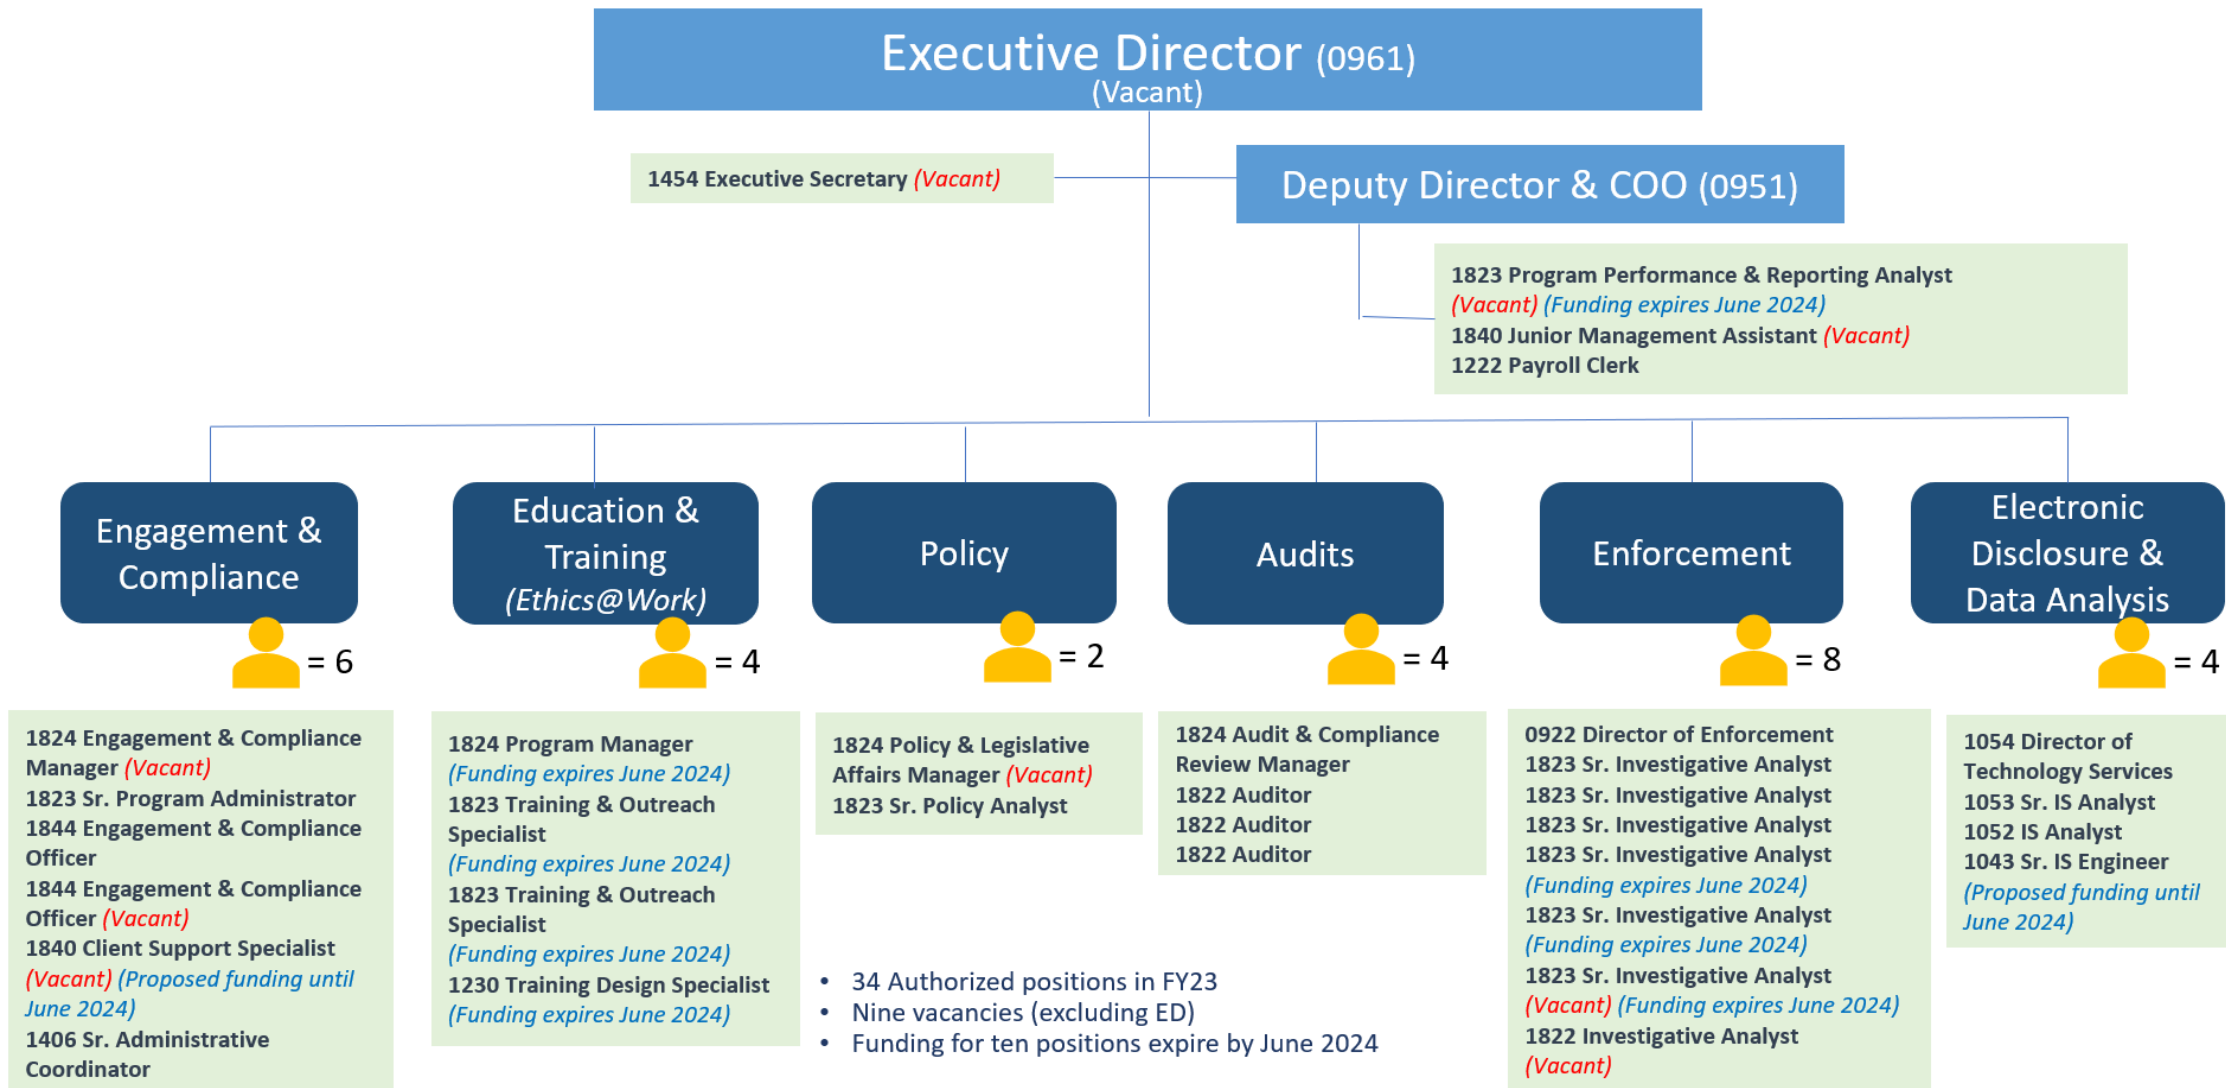 Executive Director (0961)
(Vacant)
1454 Executive Secretary (Vacant)
Deputy Director & COO (0951)
1823 Program Performance & Reporting Analyst
(Vacant) (Funding expires June 2024)
1840 Junior Management Assistant (Vacant)
1222 Payroll Clerk
Engagement &
Compliance
= 6
1824 Engagement & Compliance
Manager (Vacant)
1823 Sr. Program Administrator
1844 Engagement & Compliance
Officer
1844 Engagement & Compliance
Officer (Vacant)
1840 Client Support Specialist
(Vacant) (Proposed funding until
June 2024)
1406 Sr. Administrative
Coordinator
Education &
Training
(Ethics@Work)
= 4
1824 Program Manager
(Funding expires June 2024)
1823 Training & Outreach
Specialist
(Funding expires June 2024)
1823 Training & Outreach
Specialist
(Funding expires June 2024)
1230 Training Design Specialist
(Funding expires June 2024)
Policy
= 2
1824 Policy & Legislative
Affairs Manager (Vacant)
1823 Sr. Policy Analyst
Audits
= 4
1824 Audit & Compliance
Review Manager
1822 Auditor
1822 Auditor
1822 Auditor
Enforcement
= 8
0922 Director of Enforcement
1823 Sr. Investigative Analyst
1823 Sr. Investigative Analyst
1823 Sr. Investigative Analyst
1823 Sr. Investigative Analyst
(Funding expires June 2024)
1823 Sr. Investigative Analyst
(Funding expires June 2024)
1823 Sr. Investigative Analyst
(Vacant) (Funding expires June 2024)
1822 Investigative Analyst
(Vacant)
Electronic
Disclosure &
Data Analysis
= 4
1054 Director of
Technology Services
1053 Sr. IS Analyst
1052 IS Analyst
1043 Sr. IS Engineer
(Proposed funding until
June 2024)
• 34 Authorized positions in FY23
• Nine vacancies (excluding ED)
• Funding for ten positions expire by June 2024